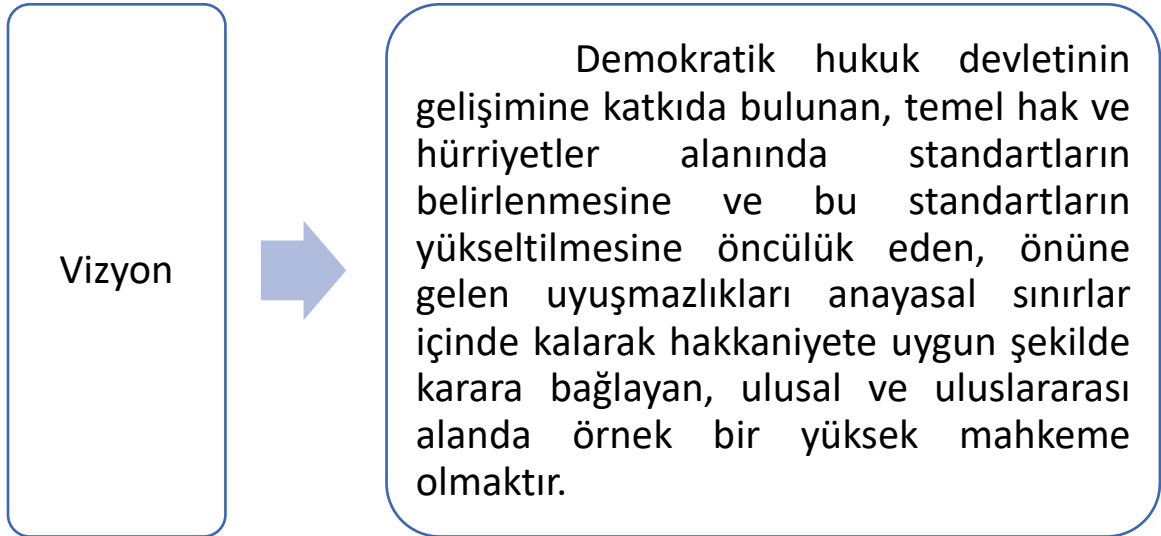 Vizyon
Demokratik hukuk devletinin
gelişimine katkıda bulunan, temel hak ve
hürriyetler alanında standartların
belirlenmesine ve bu standartların
yükseltilmesine öncülük eden, önüne
gelen uyuşmazlıkları anayasal sınırlar
içinde kalarak hakkaniyete uygun şekilde
karara bağlayan, ulusal ve uluslararası
alanda örnek bir yüksek mahkeme
olmaktır.